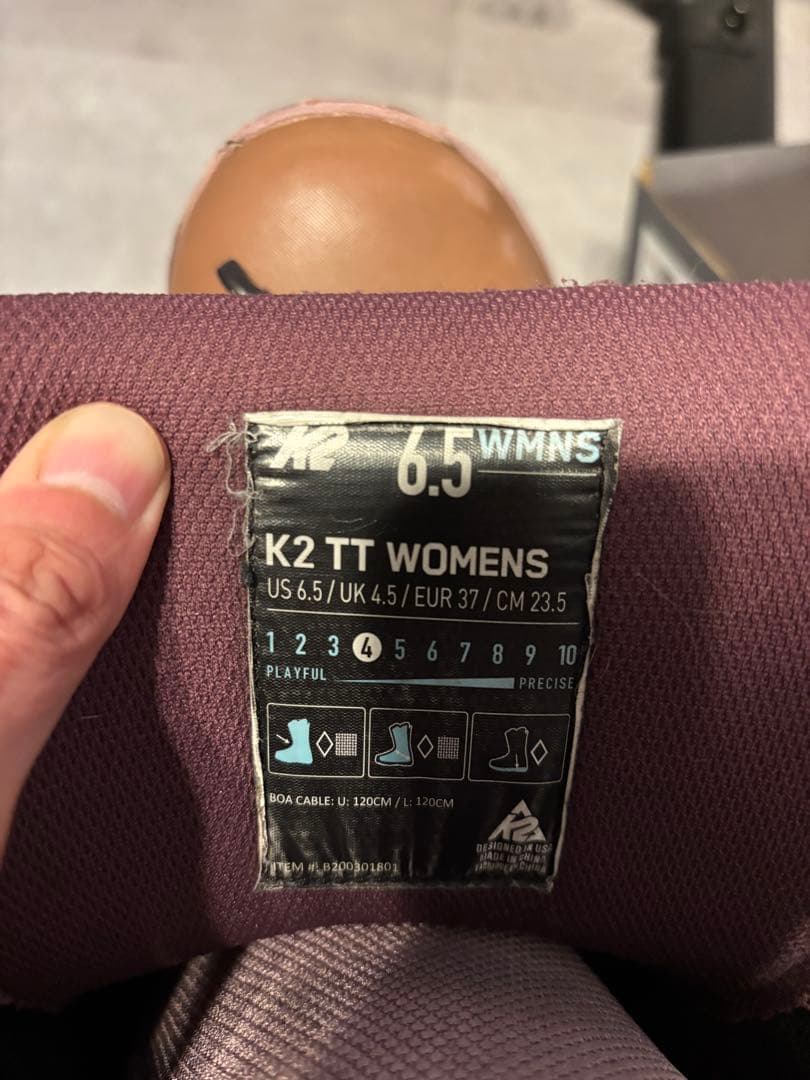 K2 6.5 WMNS
K2 TT WOMENS
US 6.5 / UK 4.5 / EUR 37 / CM 23.5
1 2 3 4 5 6 7 8 9 10
PLAYFUL PRECISE
BOA CABLE: U: 120CM / L: 120CM
K2
DESIGNED IN USA
MADE IN CHINA
ITEM #: B200301801